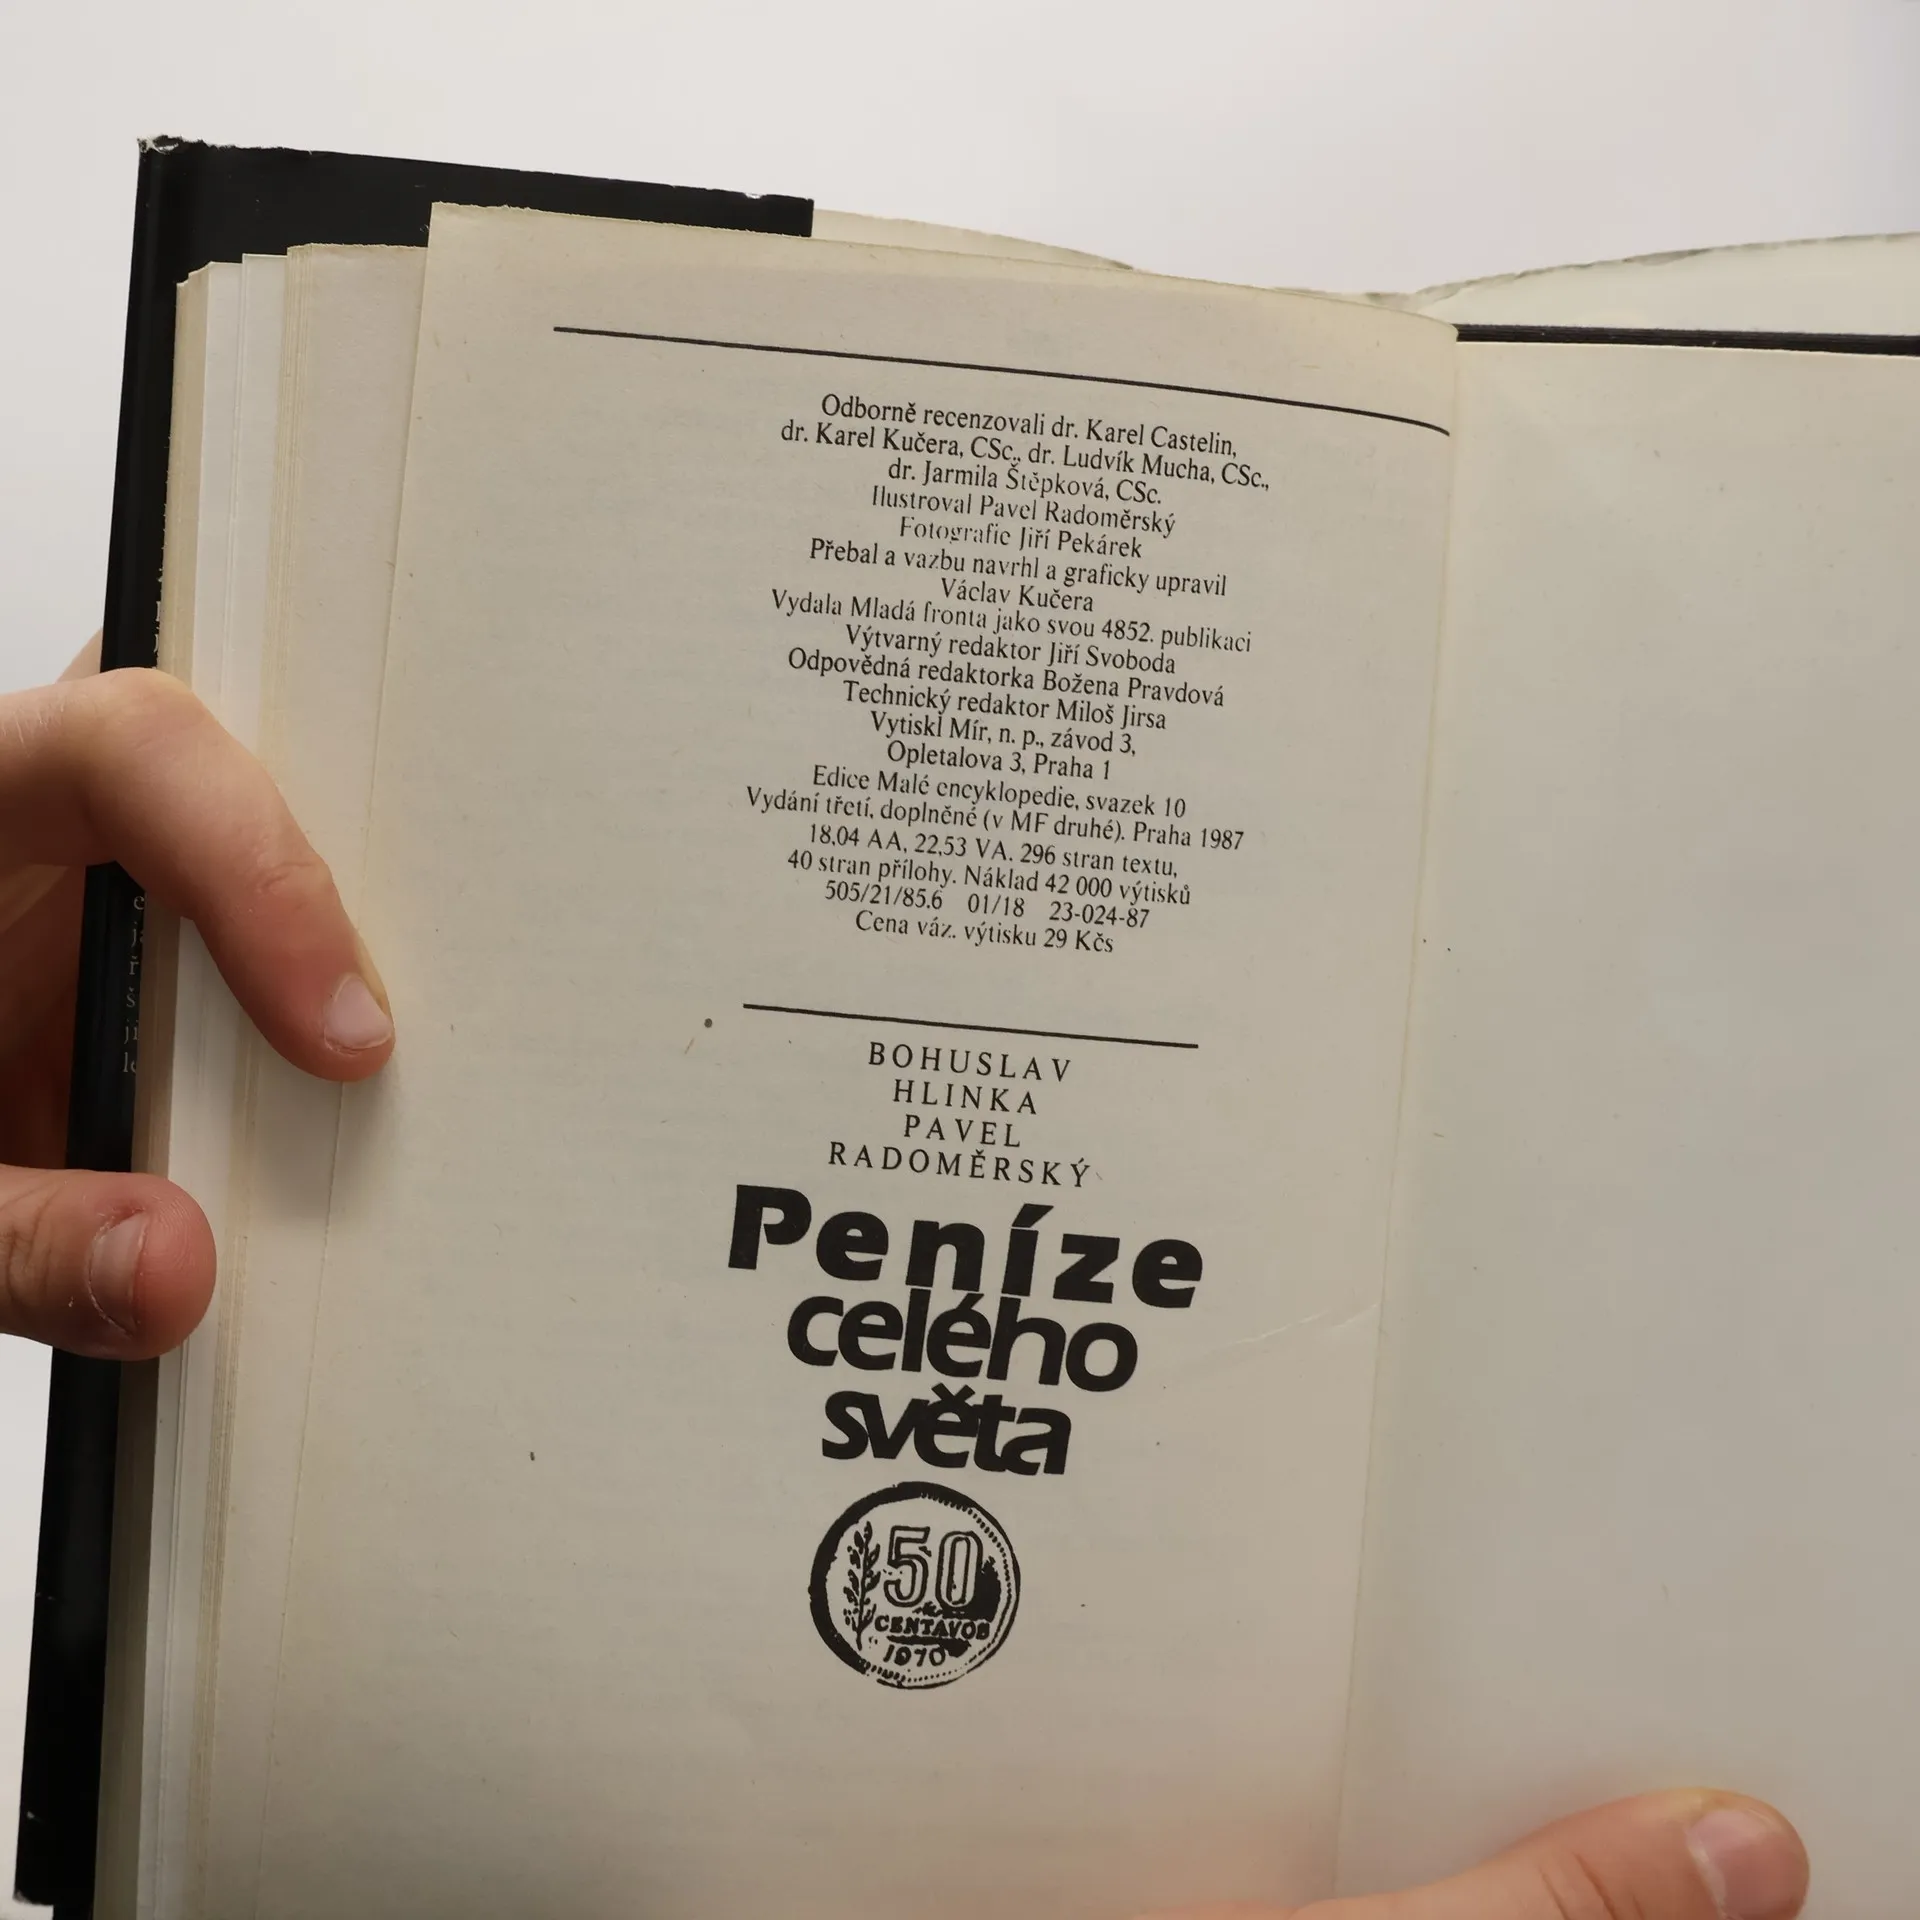 Odborně recenzovali dr. Karel Castelin,
dr. Karel Kučera, CSc., dr. Ludvík Mucha, CSc.,
dr. Jarmila Štěpková, CSc.
Ilustroval Pavel Radoměrský
Fotografie Jiří Pekárek
Přebal a vazbu navrhl a graficky upravil
Václav Kučera
Vydala Mladá fronta jako svou 4852. publikaci
Výtvarný redaktor Jiří Svoboda
Odpovědná redaktorka Božena Pravdová
Technický redaktor Miloš Jirsa
Vytiskl Mír, n. p., závod 3,
Opletalova 3, Praha 1
Edice Malé encyklopedie, svazek 10
Vydání třetí, doplněné (v MF druhé). Praha 1987
18,04 AA, 22,53 VA. 296 stran textu,
40 stran přílohy. Náklad 42 000 výtisků
505/21/85.6 01/18 23-024-87
Cena váz. výtisku 29 Kčs
BOHUSLAV
HLINKA
PAVEL
RADOMĚRSKÝ
Peníze
celého
světa
50
CENTAVOS
1970